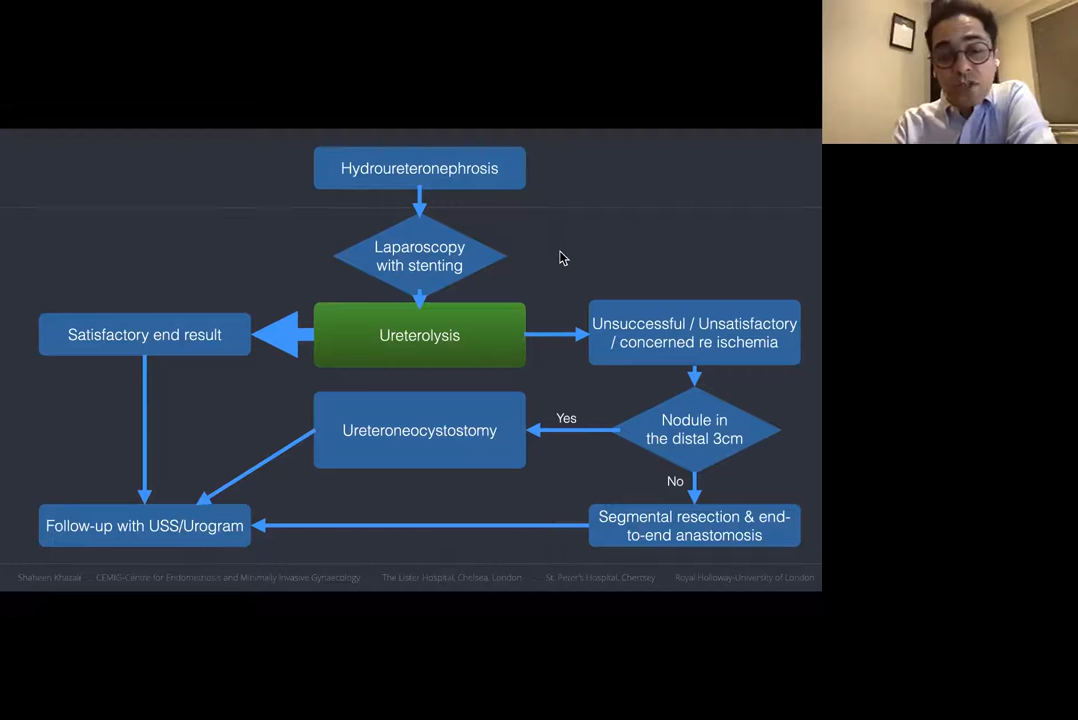 Hydroureteronephrosis
Laparoscopy
with stenting
Satisfactory end result
Ureterolysis
Unsuccessful / Unsatisfactory
/ concerned re ischemia
Ureteroneocystostomy
Yes
Nodule in
the distal 3cm
No
Follow-up with USS/Urogram
Segmental resection & end-
to-end anastomosis
Shaheen Khazali CEMIG-Centre for Endometriosis and Minimally Invasive Gynaecology The Lister Hospital, Chelsea, London St. Peter's Hospital, Chertsey Royal Holloway-University of London